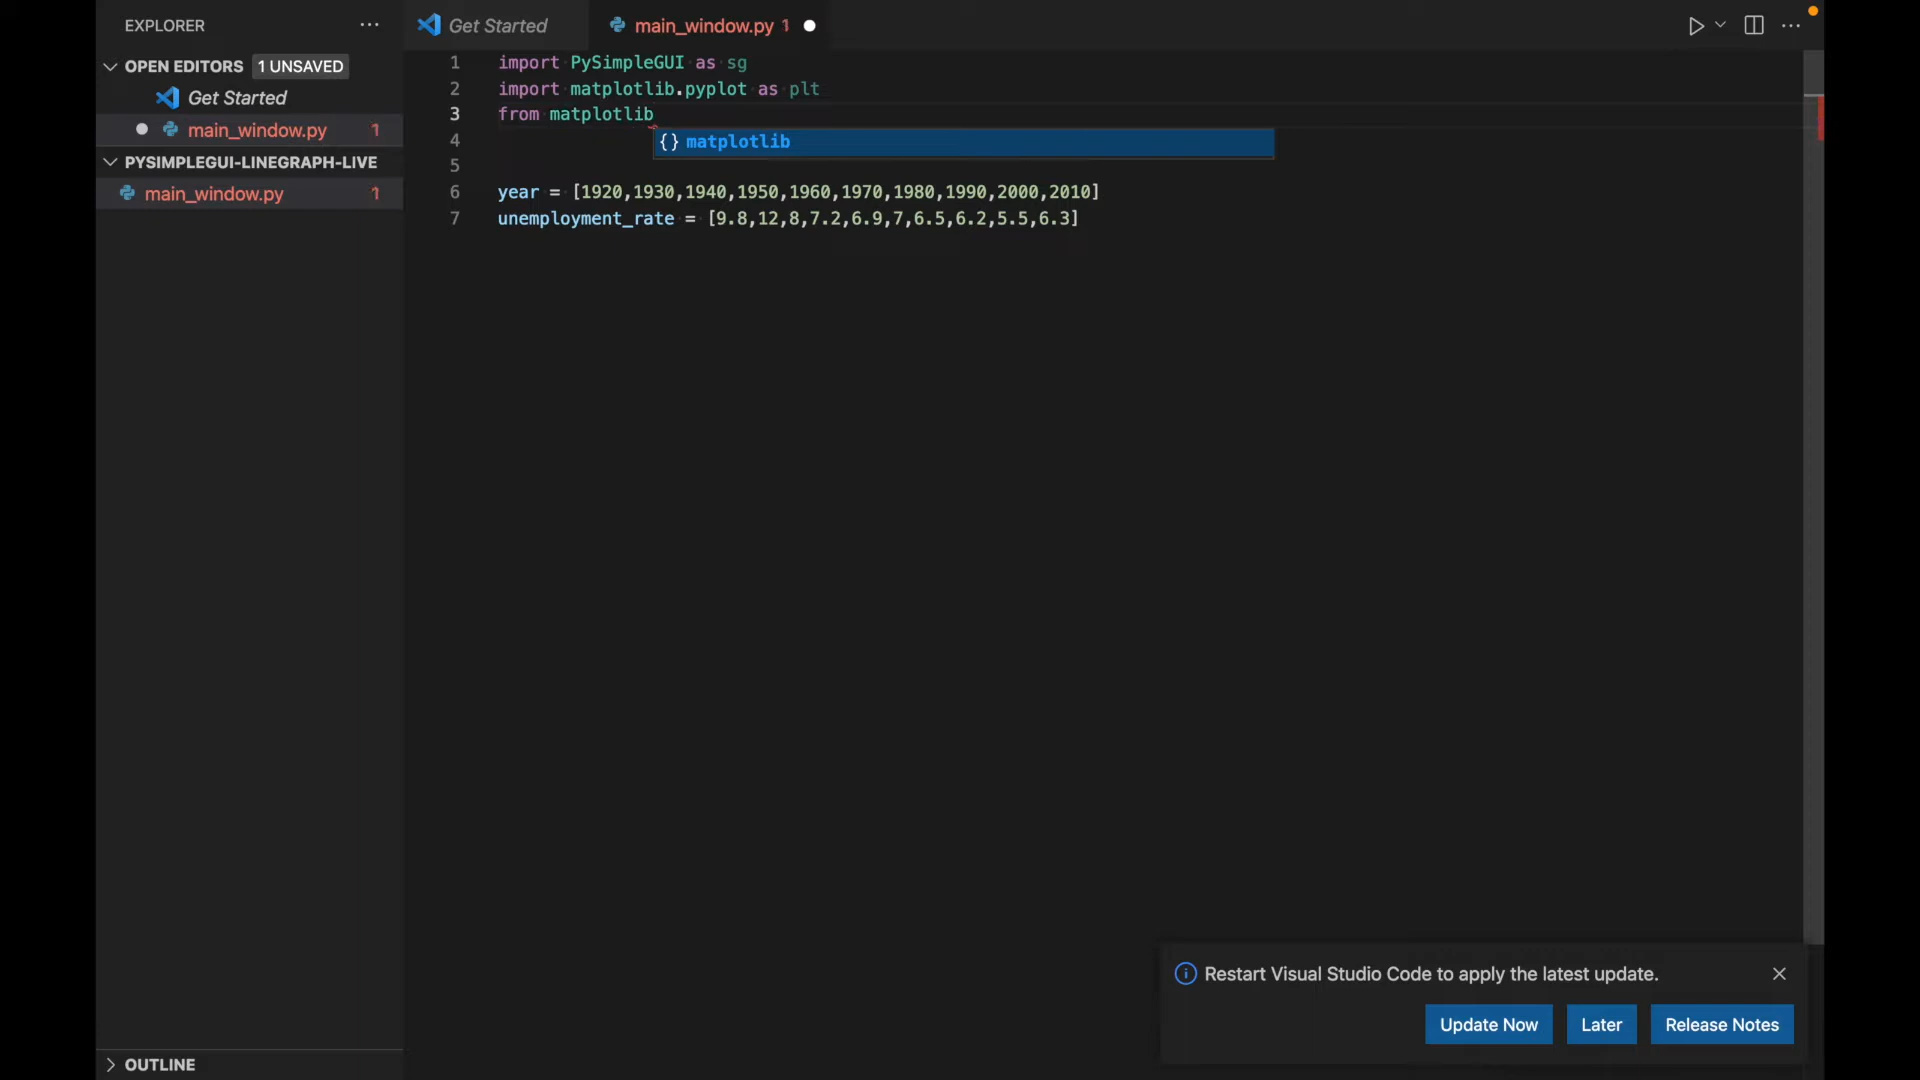 EXPLORER
Get Started
main_window.py 1
OPEN EDITORS 1 UNSAVED
Get Started
main_window.py 1
PYSIMPLEGUI-LINEGRAPH-LIVE
main_window.py 1
1 import PySimpleGUI as sg
2 import matplotlib.pyplot as plt
3 from matplotlib
4
{} matplotlib
5
6 year = [1920,1930,1940,1950,1960,1970,1980,1990,2000,2010]
7 unemployment_rate = [9.8,12,8,7.2,6.9,7,6.5,6.2,5.5,6.3]
Restart Visual Studio Code to apply the latest update.
Update Now
Later
Release Notes
OUTLINE